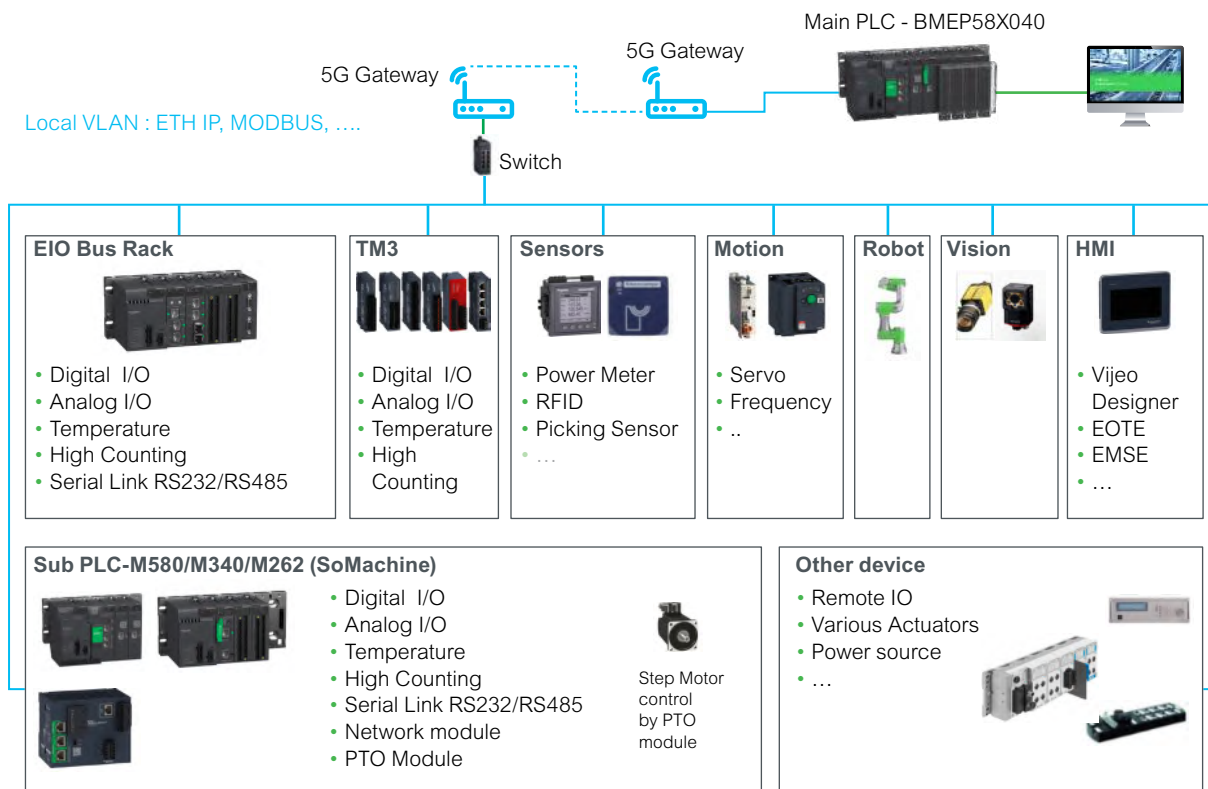 Main PLC - BMEP58X040
5G Gateway
5G Gateway
Local VLAN : ETH IP, MODBUS, ....
Switch
EIO Bus Rack
• Digital I/O
• Analog I/O
• Temperature
• High Counting
• Serial Link RS232/RS485
TM3
• Digital I/O
• Analog I/O
• Temperature
• High
Counting
Sensors
• Power Meter
• RFID
• Picking Sensor
• ...
Motion
• Servo
• Frequency
• ..
Robot
Vision
HMI
• Vijeo
Designer
• EOTE
• EMSE
• ...
Sub PLC-M580/M340/M262 (SoMachine)
• Digital I/O
• Analog I/O
• Temperature
• High Counting
• Serial Link RS232/RS485
• Network module
• PTO Module
Step Motor
control
by PTO
module
Other device
• Remote IO
• Various Actuators
• Power source
• ...